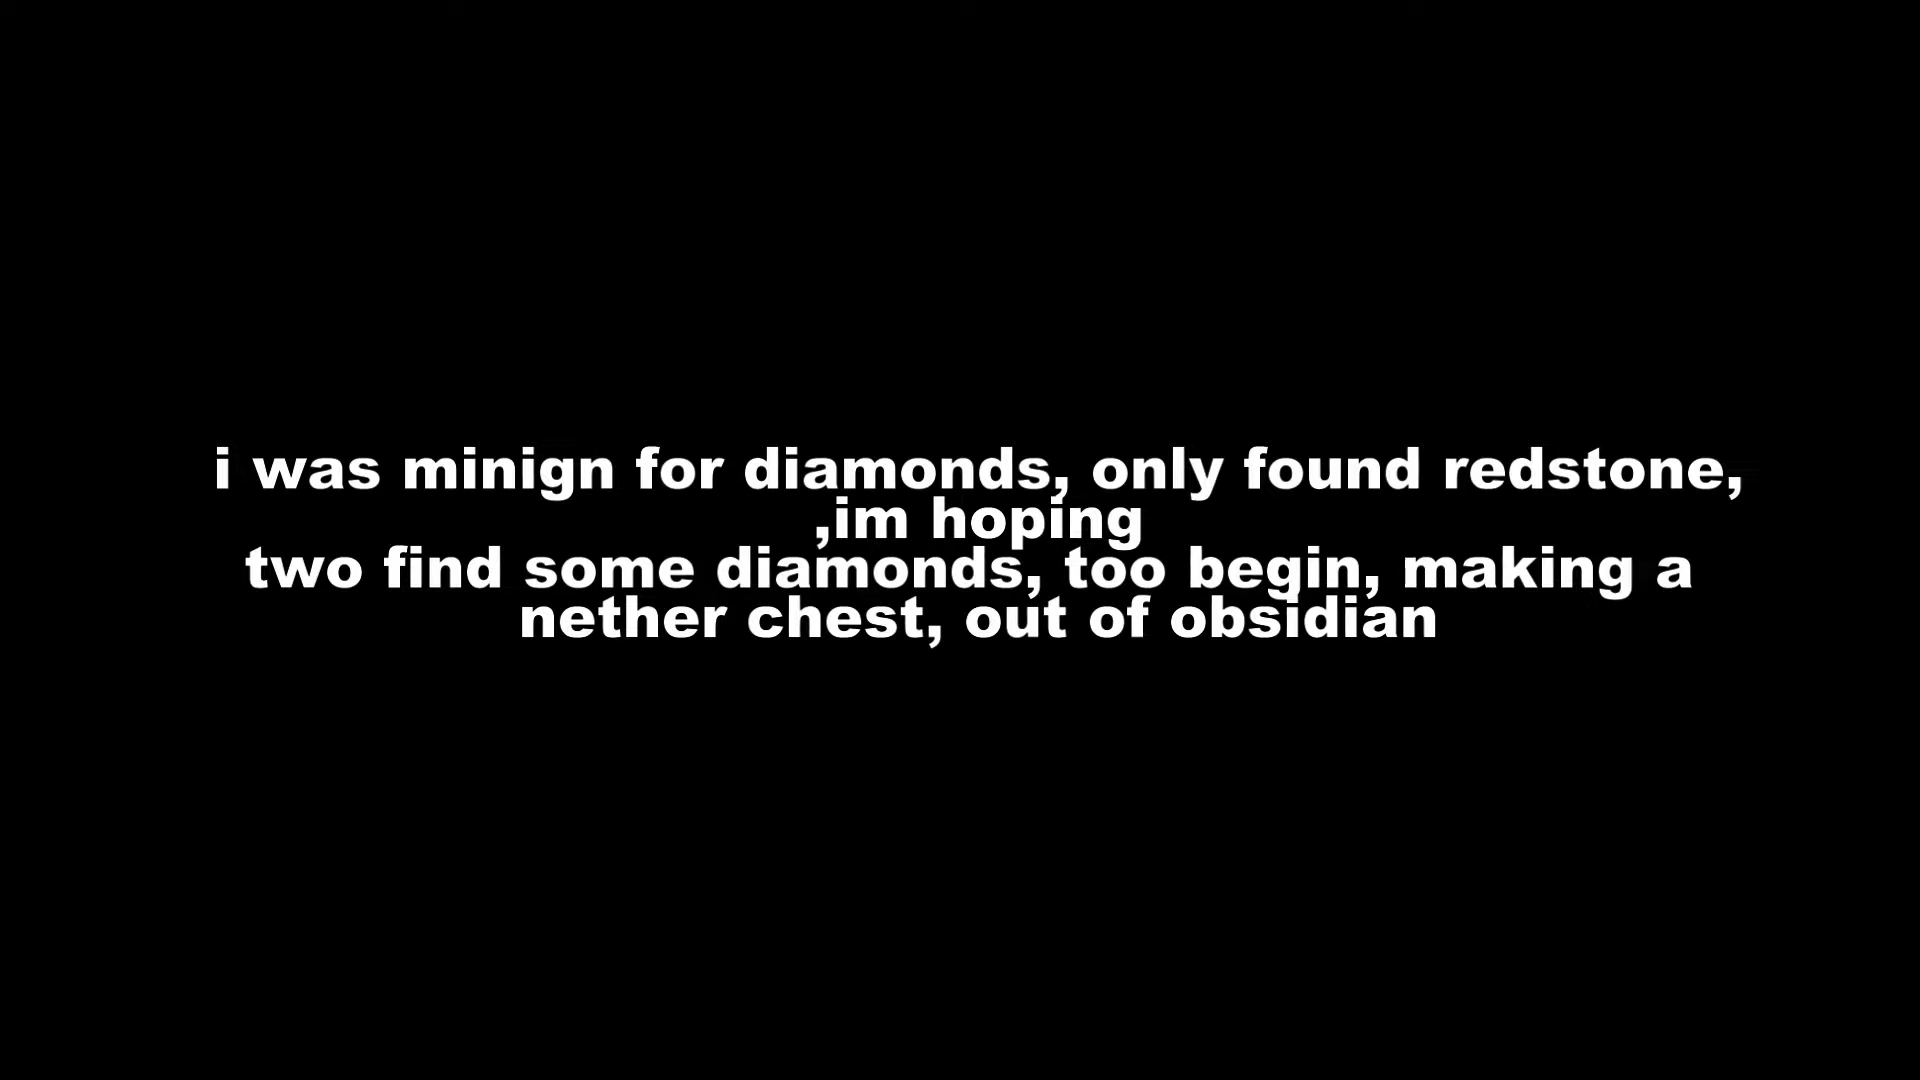 i was minign for diamonds, only found redstone,
,im hoping
two find some diamonds, too begin, making a
nether chest, out of obsidian